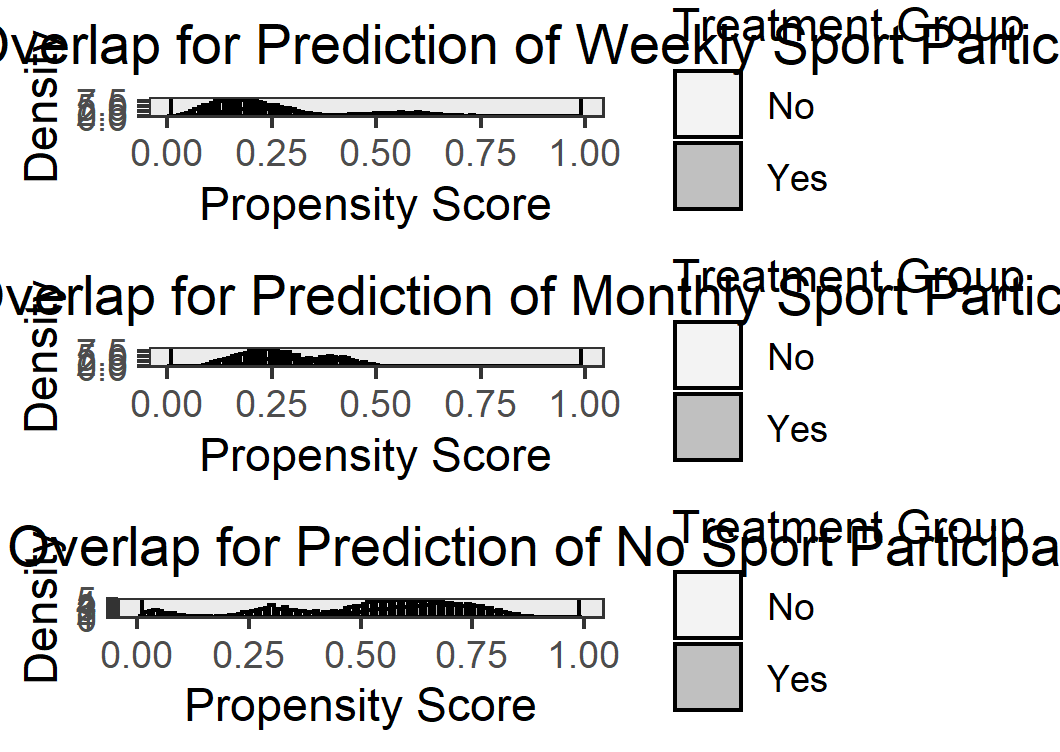 Treatment Group
Overlap for Prediction of Weekly Sport Partic
Density
No
Yes
0.00 0.25 0.50 0.75 1.00
Propensity Score
Treatment Group
Overlap for Prediction of Monthly Sport Partic
Density
No
Yes
0.00 0.25 0.50 0.75 1.00
Propensity Score
Treatment Group
Overlap for Prediction of No Sport Participa
Density
No
Yes
0.00 0.25 0.50 0.75 1.00
Propensity Score